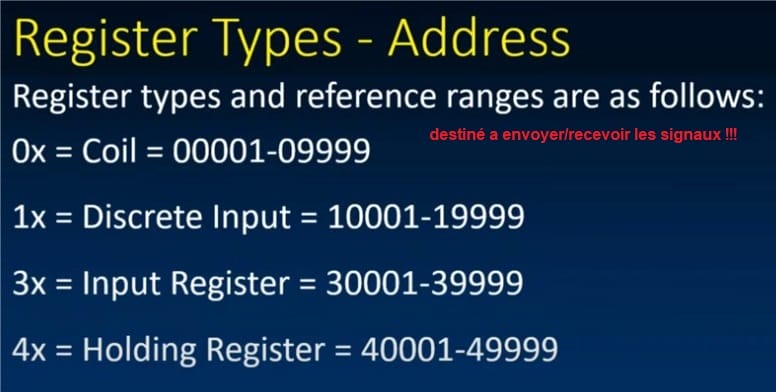 Register Types - Address
Register types and reference ranges are as follows:
destiné a envoyer/recevoir les signaux !!!
0x = Coil = 00001-09999
1x = Discrete Input = 10001-19999
3x = Input Register = 30001-39999
4x = Holding Register = 40001-49999